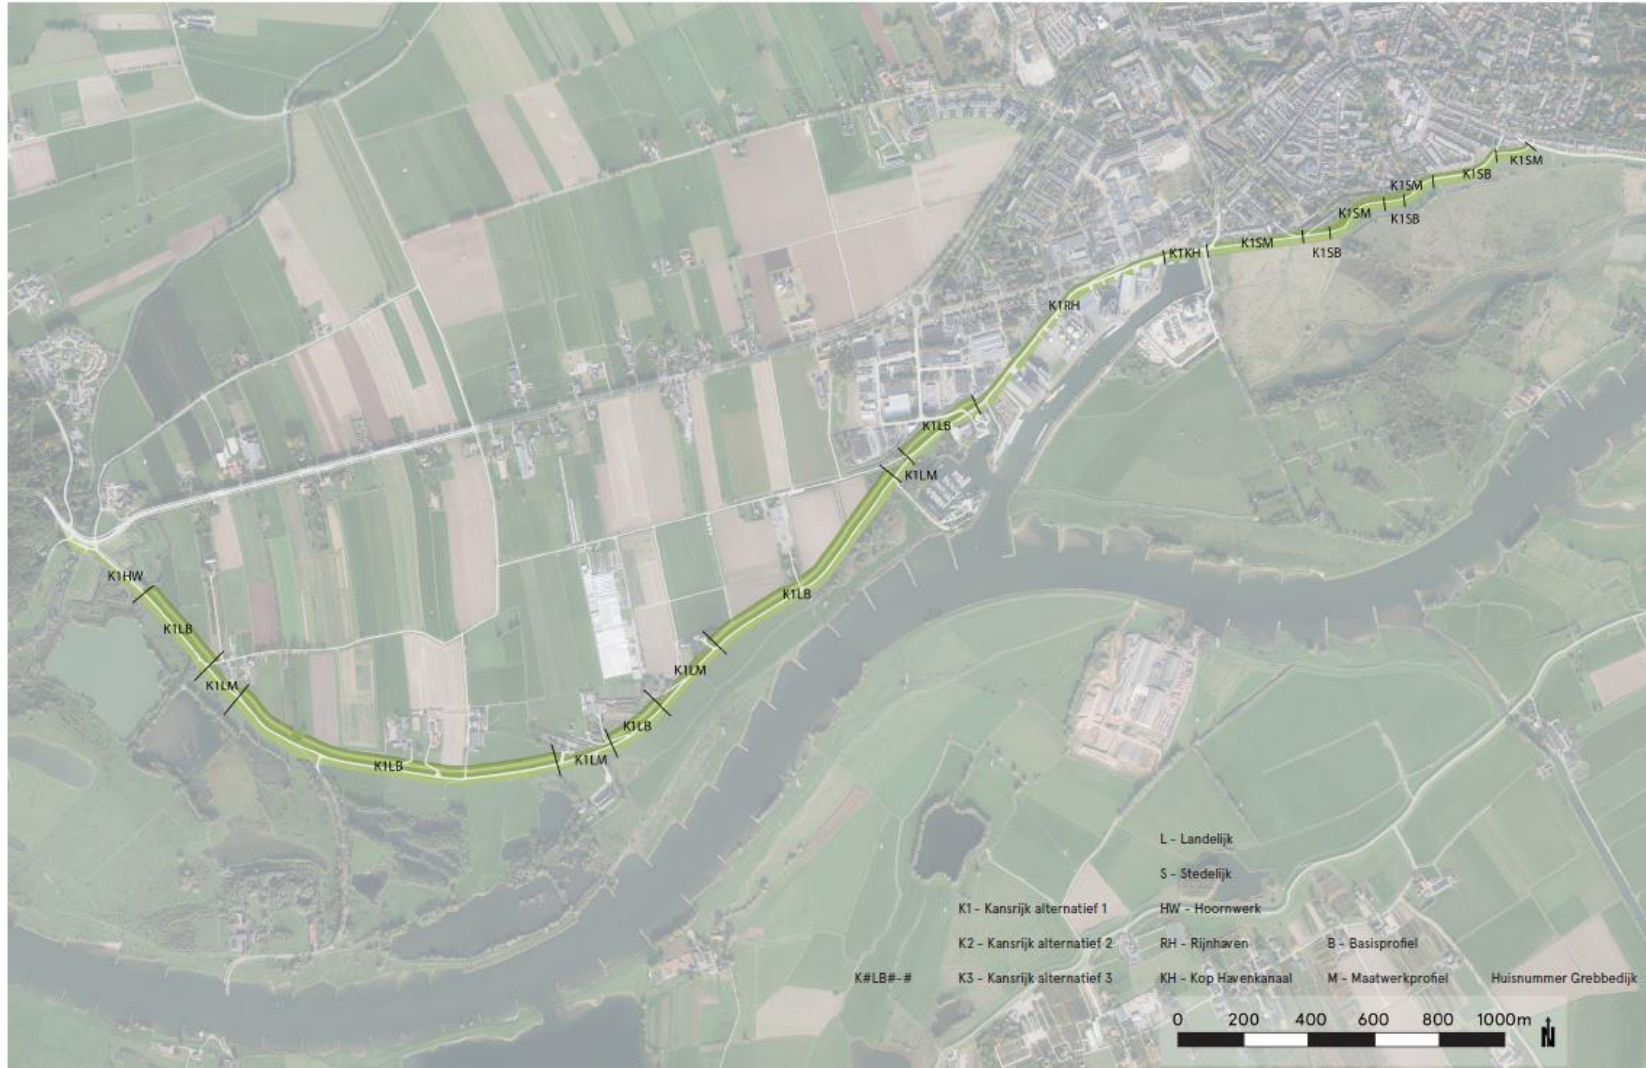 K1SM
K1SB
K1SM
K1SM
K1SB
K1SM
K1SB
K1KH
K1RH
K1LB
K1LM
K1HW
K1LB
K1LB
K1LM
K1LM
K1LB
K1LM
K1LB
L - Landelijk
S - Stedelijk
K1 - Kansrijk alternatief 1 HW - Hoornwerk
K2 - Kansrijk alternatief 2 RH - Rijnhaven B - Basisprofiel
K#LB#-# K3 - Kansrijk alternatief 3 KH - Kop Havenkanaal M - Maatwerkprofiel Huisnummer Grebbedijk
0 200 400 600 800 1000m N